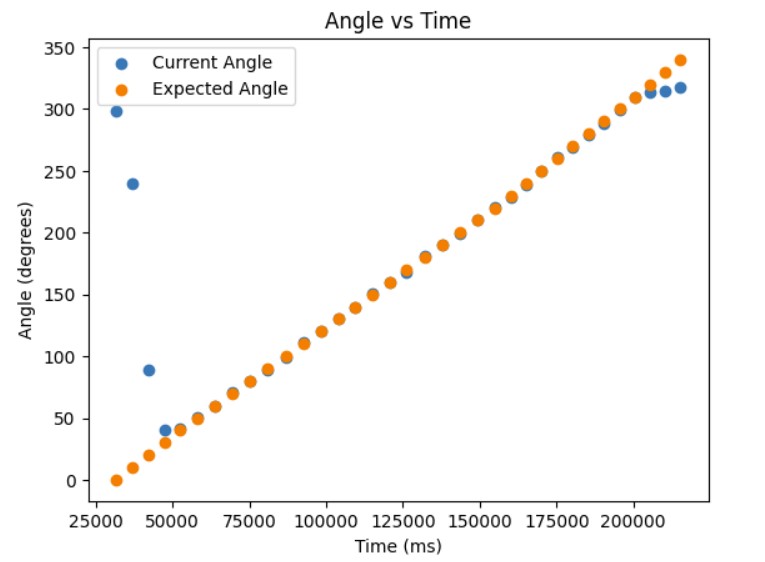 Angle vs Time
Current Angle
Expected Angle
350
300
250
200
150
100
50
0
Angle (degrees)
25000 50000 75000 100000 125000 150000 175000 200000
Time (ms)